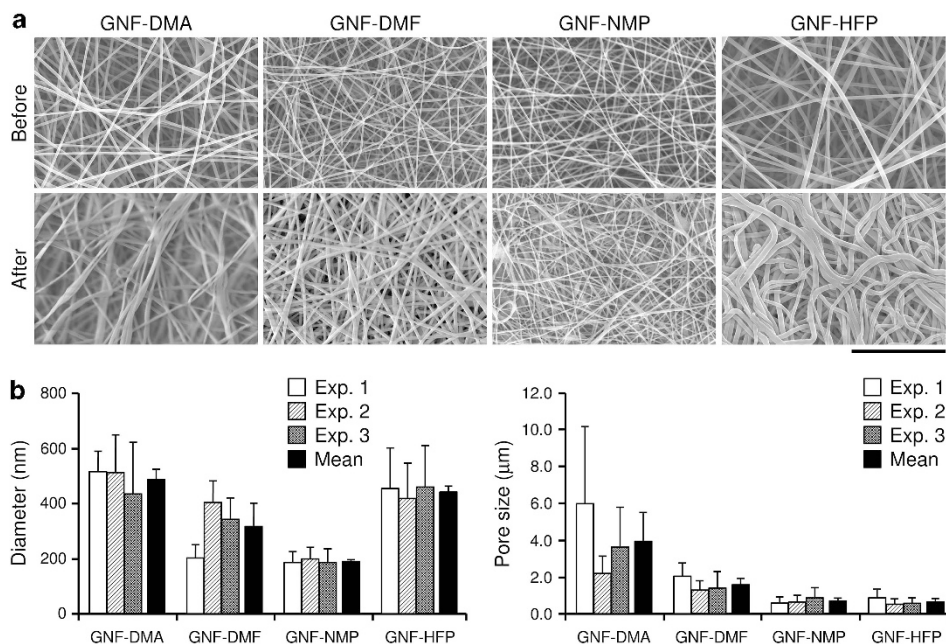 a
GNF-DMA GNF-DMF GNF-NMP GNF-HFP
Before
After
b
Diameter (nm)
800
600
400
200
0
Exp. 1
Exp. 2
Exp. 3
Mean
GNF-DMA GNF-DMF GNF-NMP GNF-HFP
Pore size (μm)
12.0
10.0
8.0
6.0
4.0
2.0
0.0
Exp. 1
Exp. 2
Exp. 3
Mean
GNF-DMA GNF-DMF GNF-NMP GNF-HFP